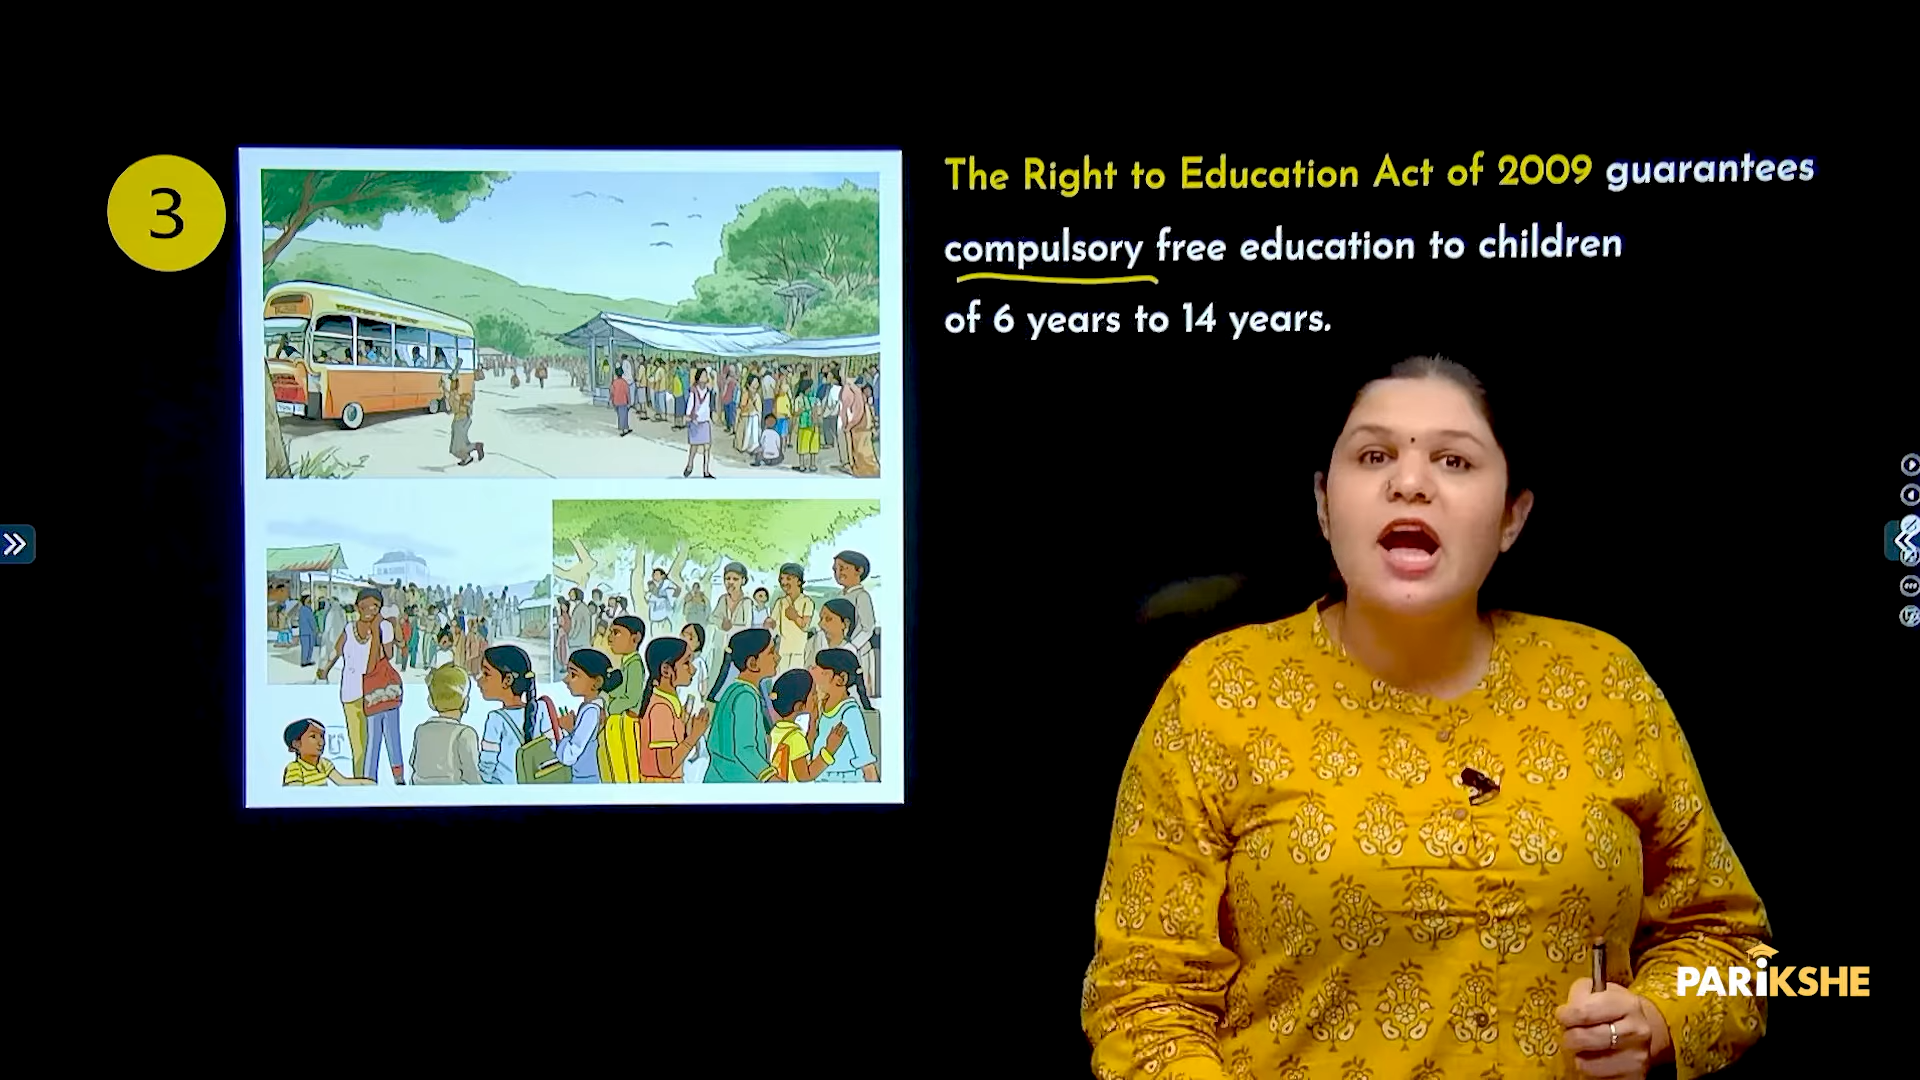 3
The Right to Education Act of 2009 guarantees
compulsory free education to children
of 6 years to 14 years.
PARiKSHE